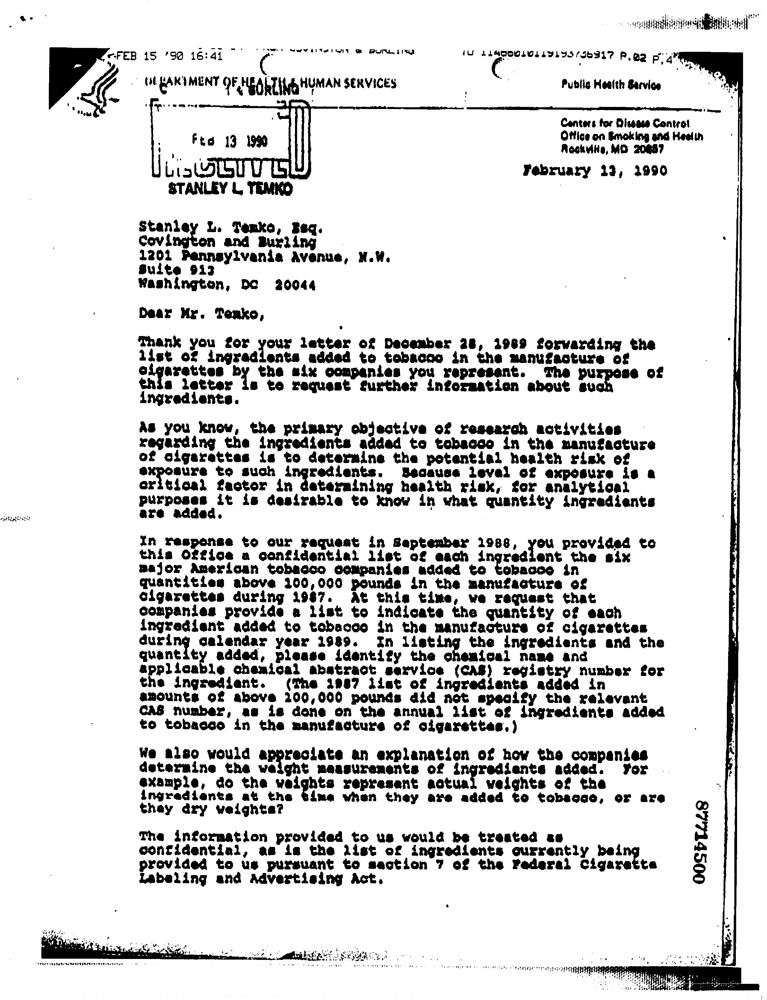 FEB 15 '90 16:41 P.02
DEPARTMENT OF HEALTH & HUMAN SERVICES Public Health Service
Centers for Disease Control
Office on Smoking and Health
Rockville, MD 20857
Feb 13 1990
RECEIVED
STANLEY L. TEMKO
February 13, 1990
Stanley L. Temko, Esq.
Covington and Burling
1201 Pennsylvania Avenue, N.W.
Suite 913
Washington, DC 20044
Dear Mr. Temko,
Thank you for your letter of December 28, 1989 forwarding the
list of ingredients added to tobacco in the manufacture of
cigarettes by the six companies you represent. The purpose of
this letter is to request further information about such
ingredients.
As you know, the primary objective of research activities
regarding the ingredients added to tobacco in the manufacture
of cigarettes is to determine the potential health risk of
exposure to such ingredients. Because level of exposure is a
critical factor in determining health risk, for analytical
purposes it is desirable to know in what quantity ingredients
are added.
In response to our request in September 1988, you provided to
this Office a confidential list of each ingredient the six
major American tobacco companies added to tobacco in
quantities above 100,000 pounds in the manufacture of
cigarettes during 1987. At this time, we request that
companies provide a list to indicate the quantity of each
ingredient added to tobacco in the manufacture of cigarettes
during calendar year 1989. In listing the ingredients and the
quantity added, please identify the chemical name and
applicable chemical abstract service (CAS) registry number for
the ingredient. (The 1987 list of ingredients added in
amounts of above 100,000 pounds did not specify the relevant
CAS number, as is done on the annual list of ingredients added
to tobacco in the manufacture of cigarettes.)
We also would appreciate an explanation of how the companies
determine the weight measurements of ingredients added. For
example, do the weights represent actual weights of the
ingredients at the time when they are added to tobacco, or are
they dry weights?
The information provided to us would be treated as
confidential, as is the list of ingredients currently being
provided to us pursuant to section 7 of the Federal Cigarette
Labeling and Advertising Act.
87714500